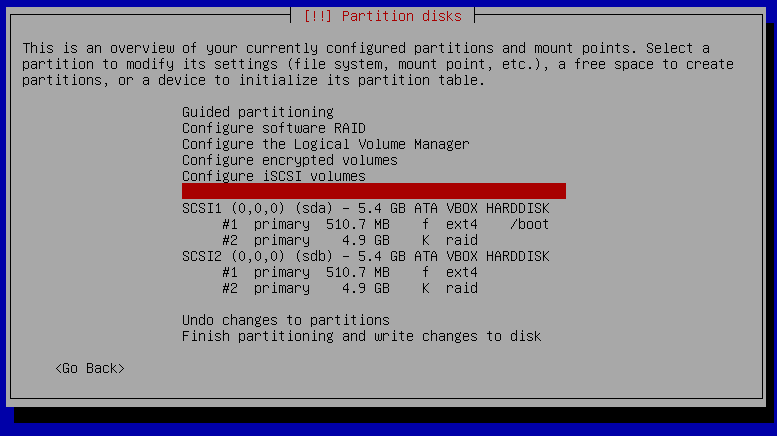 [!!] Partition disks
This is an overview of your currently configured partitions and mount points. Select a
partition to modify its settings (file system, mount point, etc.), a free space to create
partitions, or a device to initialize its partition table.
Guided partitioning
Configure software RAID
Configure the Logical Volume Manager
Configure encrypted volumes
Configure iSCSI volumes
SCSI1 (0,0,0) (sda) - 5.4 GB ATA VBOX HARDDISK
#1 primary 510.7 MB f ext4 /boot
#2 primary 4.9 GB K raid
SCSI2 (0,0,0) (sdb) - 5.4 GB ATA VBOX HARDDISK
#1 primary 510.7 MB f ext4
#2 primary 4.9 GB K raid
Undo changes to partitions
Finish partitioning and write changes to disk
<Go Back>